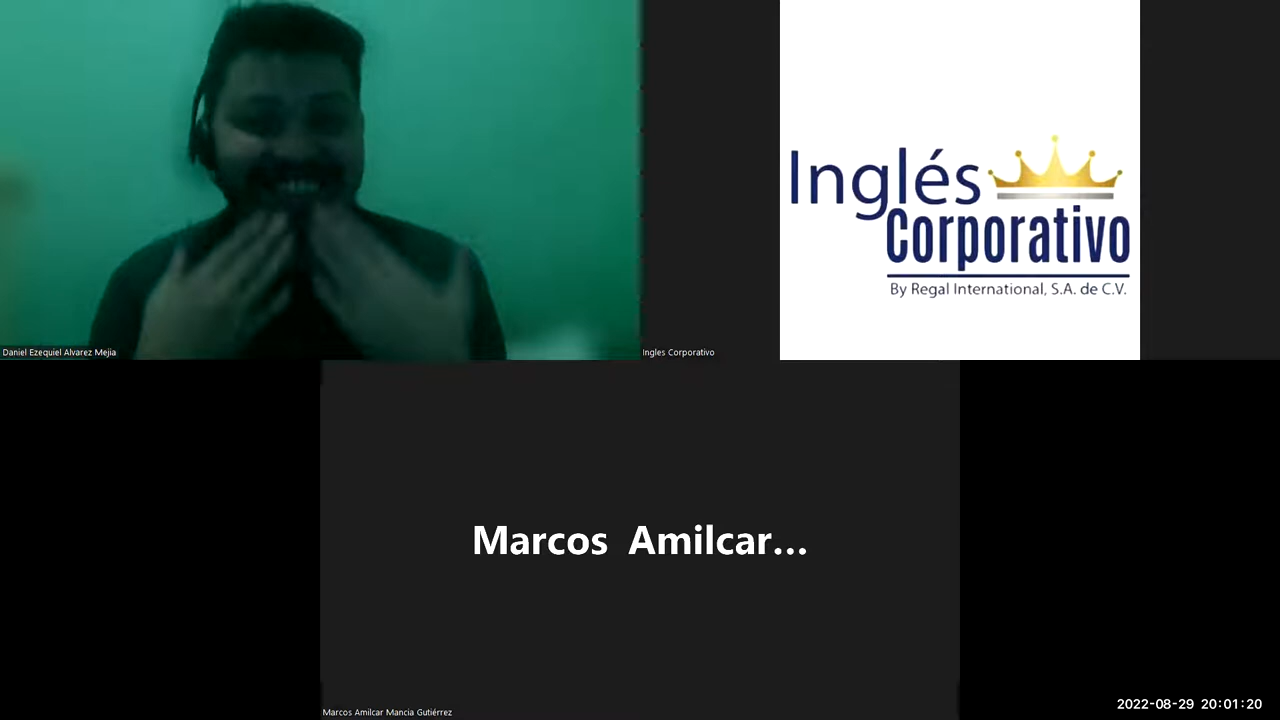 Daniel Ezequiel Alvarez Mejía
Inglés
Corporativo
By Regal International, S.A. de C.V.
Ingles Corporativo
Marcos Amilcar...
Marcos Amilcar Mancia Gutiérrez
2022-08-29 20:01:20